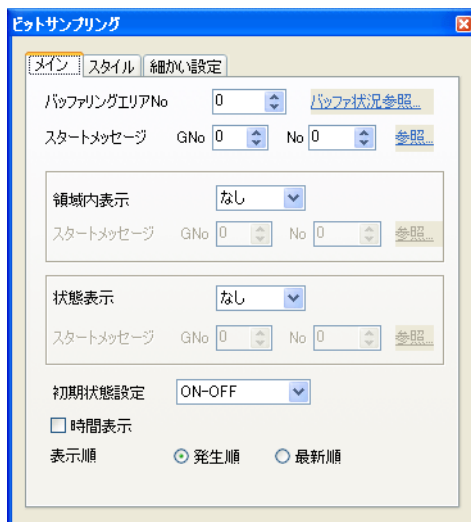 ビットサンプリング
メイン スタイル 細かい設定
バッファリングエリアNo 0 バッファ状況参照...
スタートメッセージ GNo 0 No 0 参照...
領域内表示 なし
スタートメッセージ GNo 0 No 0 参照...
状態表示 なし
スタートメッセージ GNo 0 No 0 参照...
初期状態設定 ON-OFF
時間表示
表示順 発生順 最新順